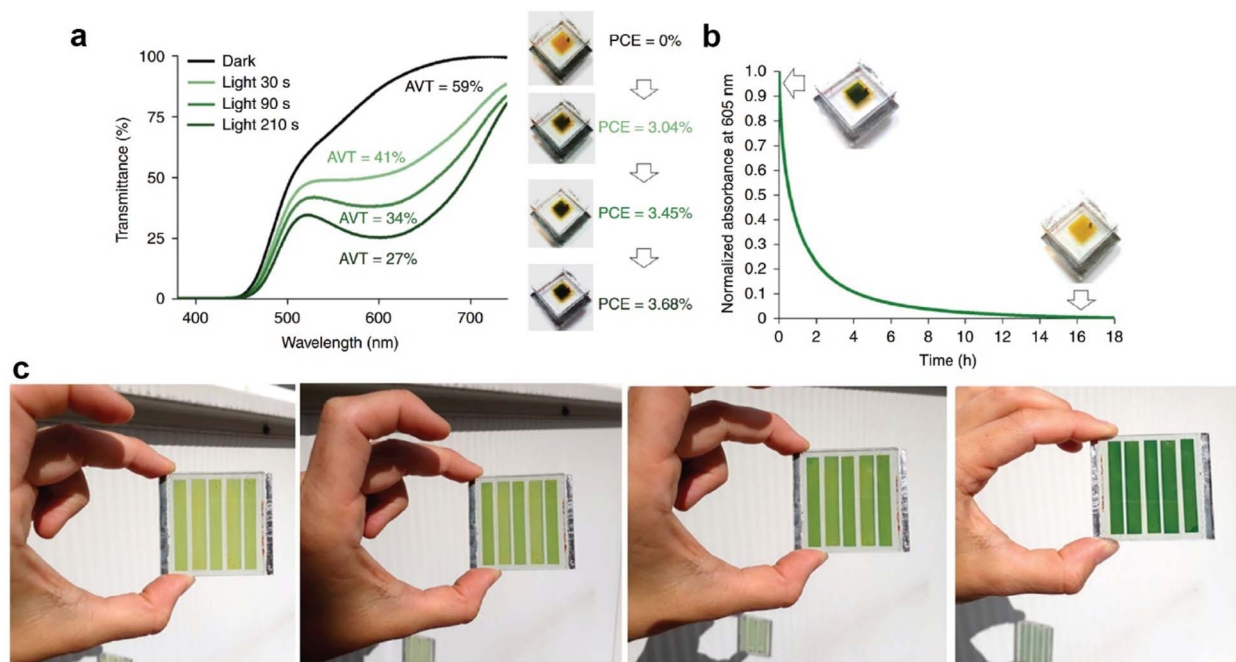 a
Dark
Light 30 s
Light 90 s
Light 210 s
AVT = 59%
AVT = 41%
AVT = 34%
AVT = 27%
Transmittance (%)
100
75
50
25
0
400
500
600
700
Wavelength (nm)
PCE = 0%
PCE = 3.04%
PCE = 3.45%
PCE = 3.68%
b
Normalized absorbance at 605 nm
1.0
0.9
0.8
0.7
0.6
0.5
0.4
0.3
0.2
0.1
0
0
2
4
6
8
10
12
14
16
18
Time (h)
c